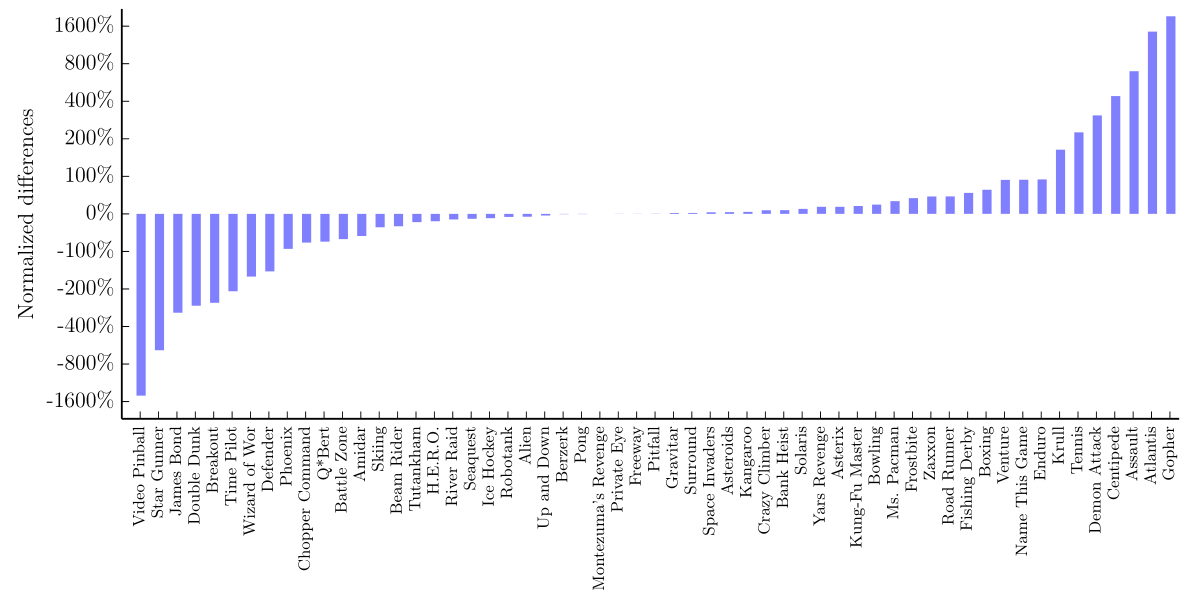 Normalized differences
1600%
800%
400%
200%
100%
0%
-100%
-200%
-400%
-800%
-1600%
Video Pinball
Star Gunner
James Bond
Double Dunk
Breakout
Time Pilot
Wizard of Wor
Defender
Phoenix
Chopper Command
Q*Bert
Battle Zone
Amidar
Skiing
Beam Rider
Tutankham
H.E.R.O.
River Raid
Seaquest
Ice Hockey
Robotank
Alien
Up and Down
Berzerk
Pong
Montezuma's Revenge
Private Eye
Freeway
Pitfall
Gravitar
Surround
Space Invaders
Asteroids
Kangaroo
Crazy Climber
Bank Heist
Solaris
Yars Revenge
Asterix
Kung-Fu Master
Bowling
Ms. Pacman
Frostbite
Zaxxon
Road Runner
Fishing Derby
Boxing
Venture
Name This Game
Enduro
Krull
Tennis
Demon Attack
Centipede
Assault
Atlantis
Gopher